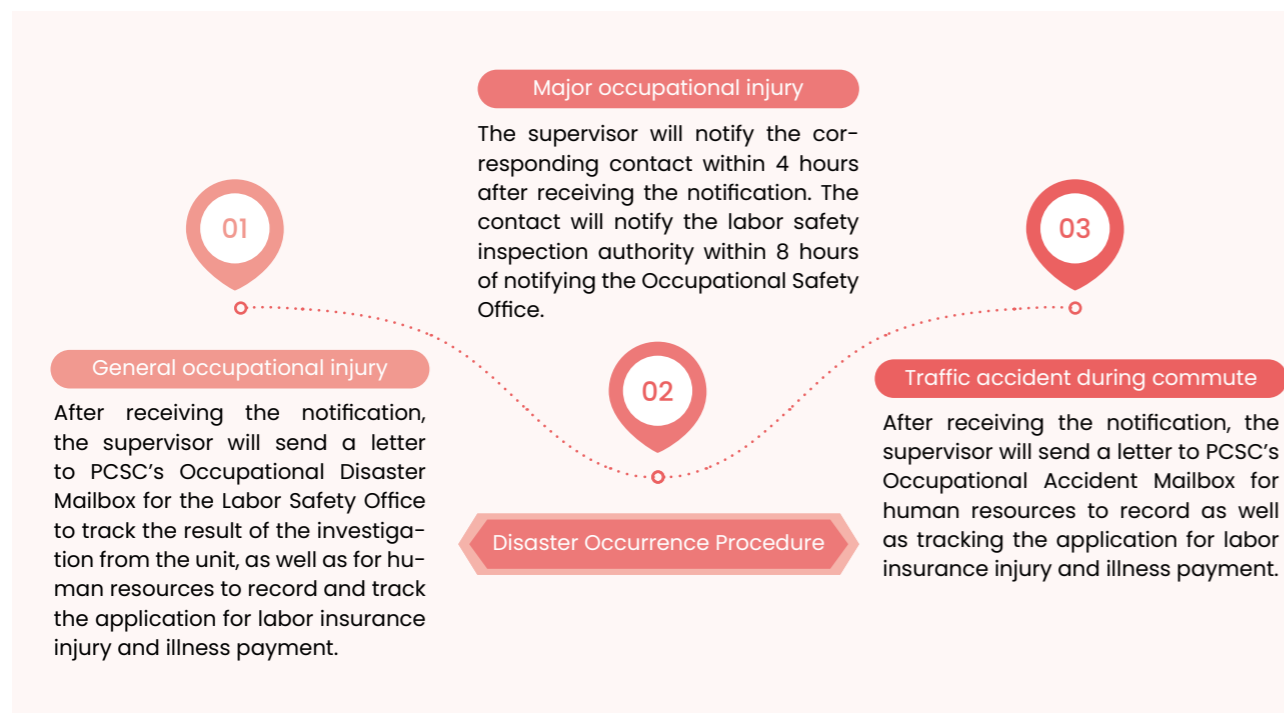 01
General occupational injury
After receiving the notification,
the supervisor will send a letter
to PCSC’s Occupational Disaster
Mailbox for the Labor Safety Office
to track the result of the investiga-
tion from the unit, as well as for hu-
man resources to record and track
the application for labor insurance
injury and illness payment.
Major occupational injury
The supervisor will notify the cor-
responding contact within 4 hours
after receiving the notification. The
contact will notify the labor safety
inspection authority within 8 hours
of notifying the Occupational Safety
Office.
02
Disaster Occurrence Procedure
03
Traffic accident during commute
After receiving the notification, the
supervisor will send a letter to PCSC’s
Occupational Accident Mailbox for
human resources to record as well
as tracking the application for labor
insurance injury and illness payment.